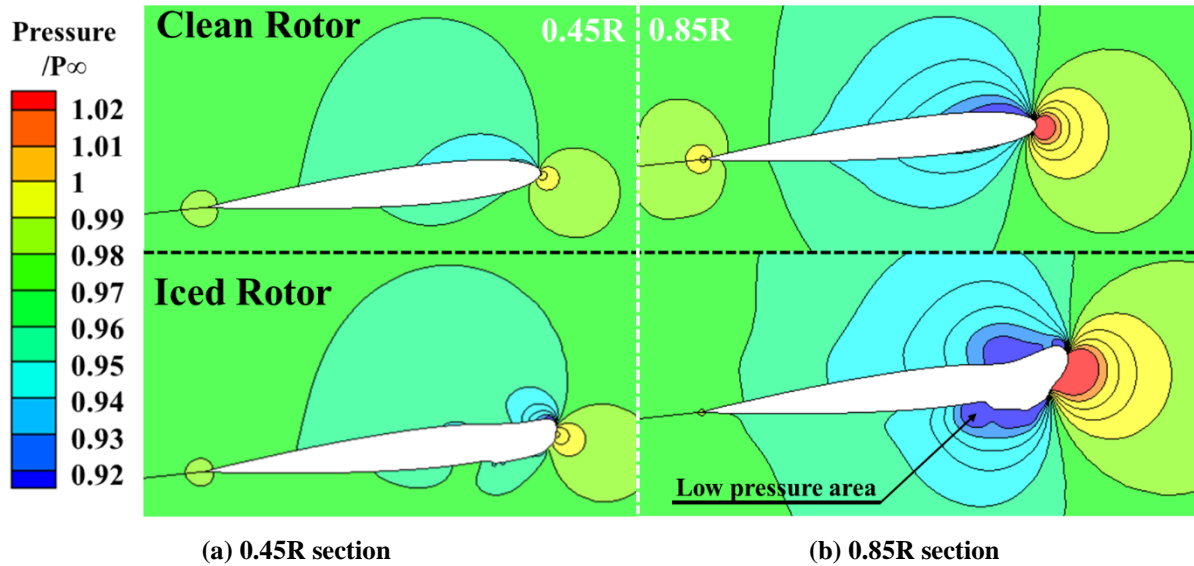 Pressure
/P∞
1.02
1.01
1
0.99
0.98
0.97
0.96
0.95
0.94
0.93
0.92
Clean Rotor
0.45R
0.85R
Iced Rotor
Low pressure area
(a) 0.45R section
(b) 0.85R section